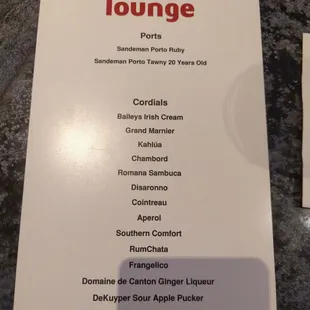 lounge
Ports
Sandeman Porto Ruby
Sandeman Porto Tawny 20 Years Old
Cordials
Baileys Irish Cream
Grand Marnier
Kahlúa
Chambord
Romana Sambuca
Disaronno
Cointreau
Aperol
Southern Comfort
RumChata
Frangelico
Domaine de Canton Ginger Liqueur
DeKuyper Sour Apple Pucker